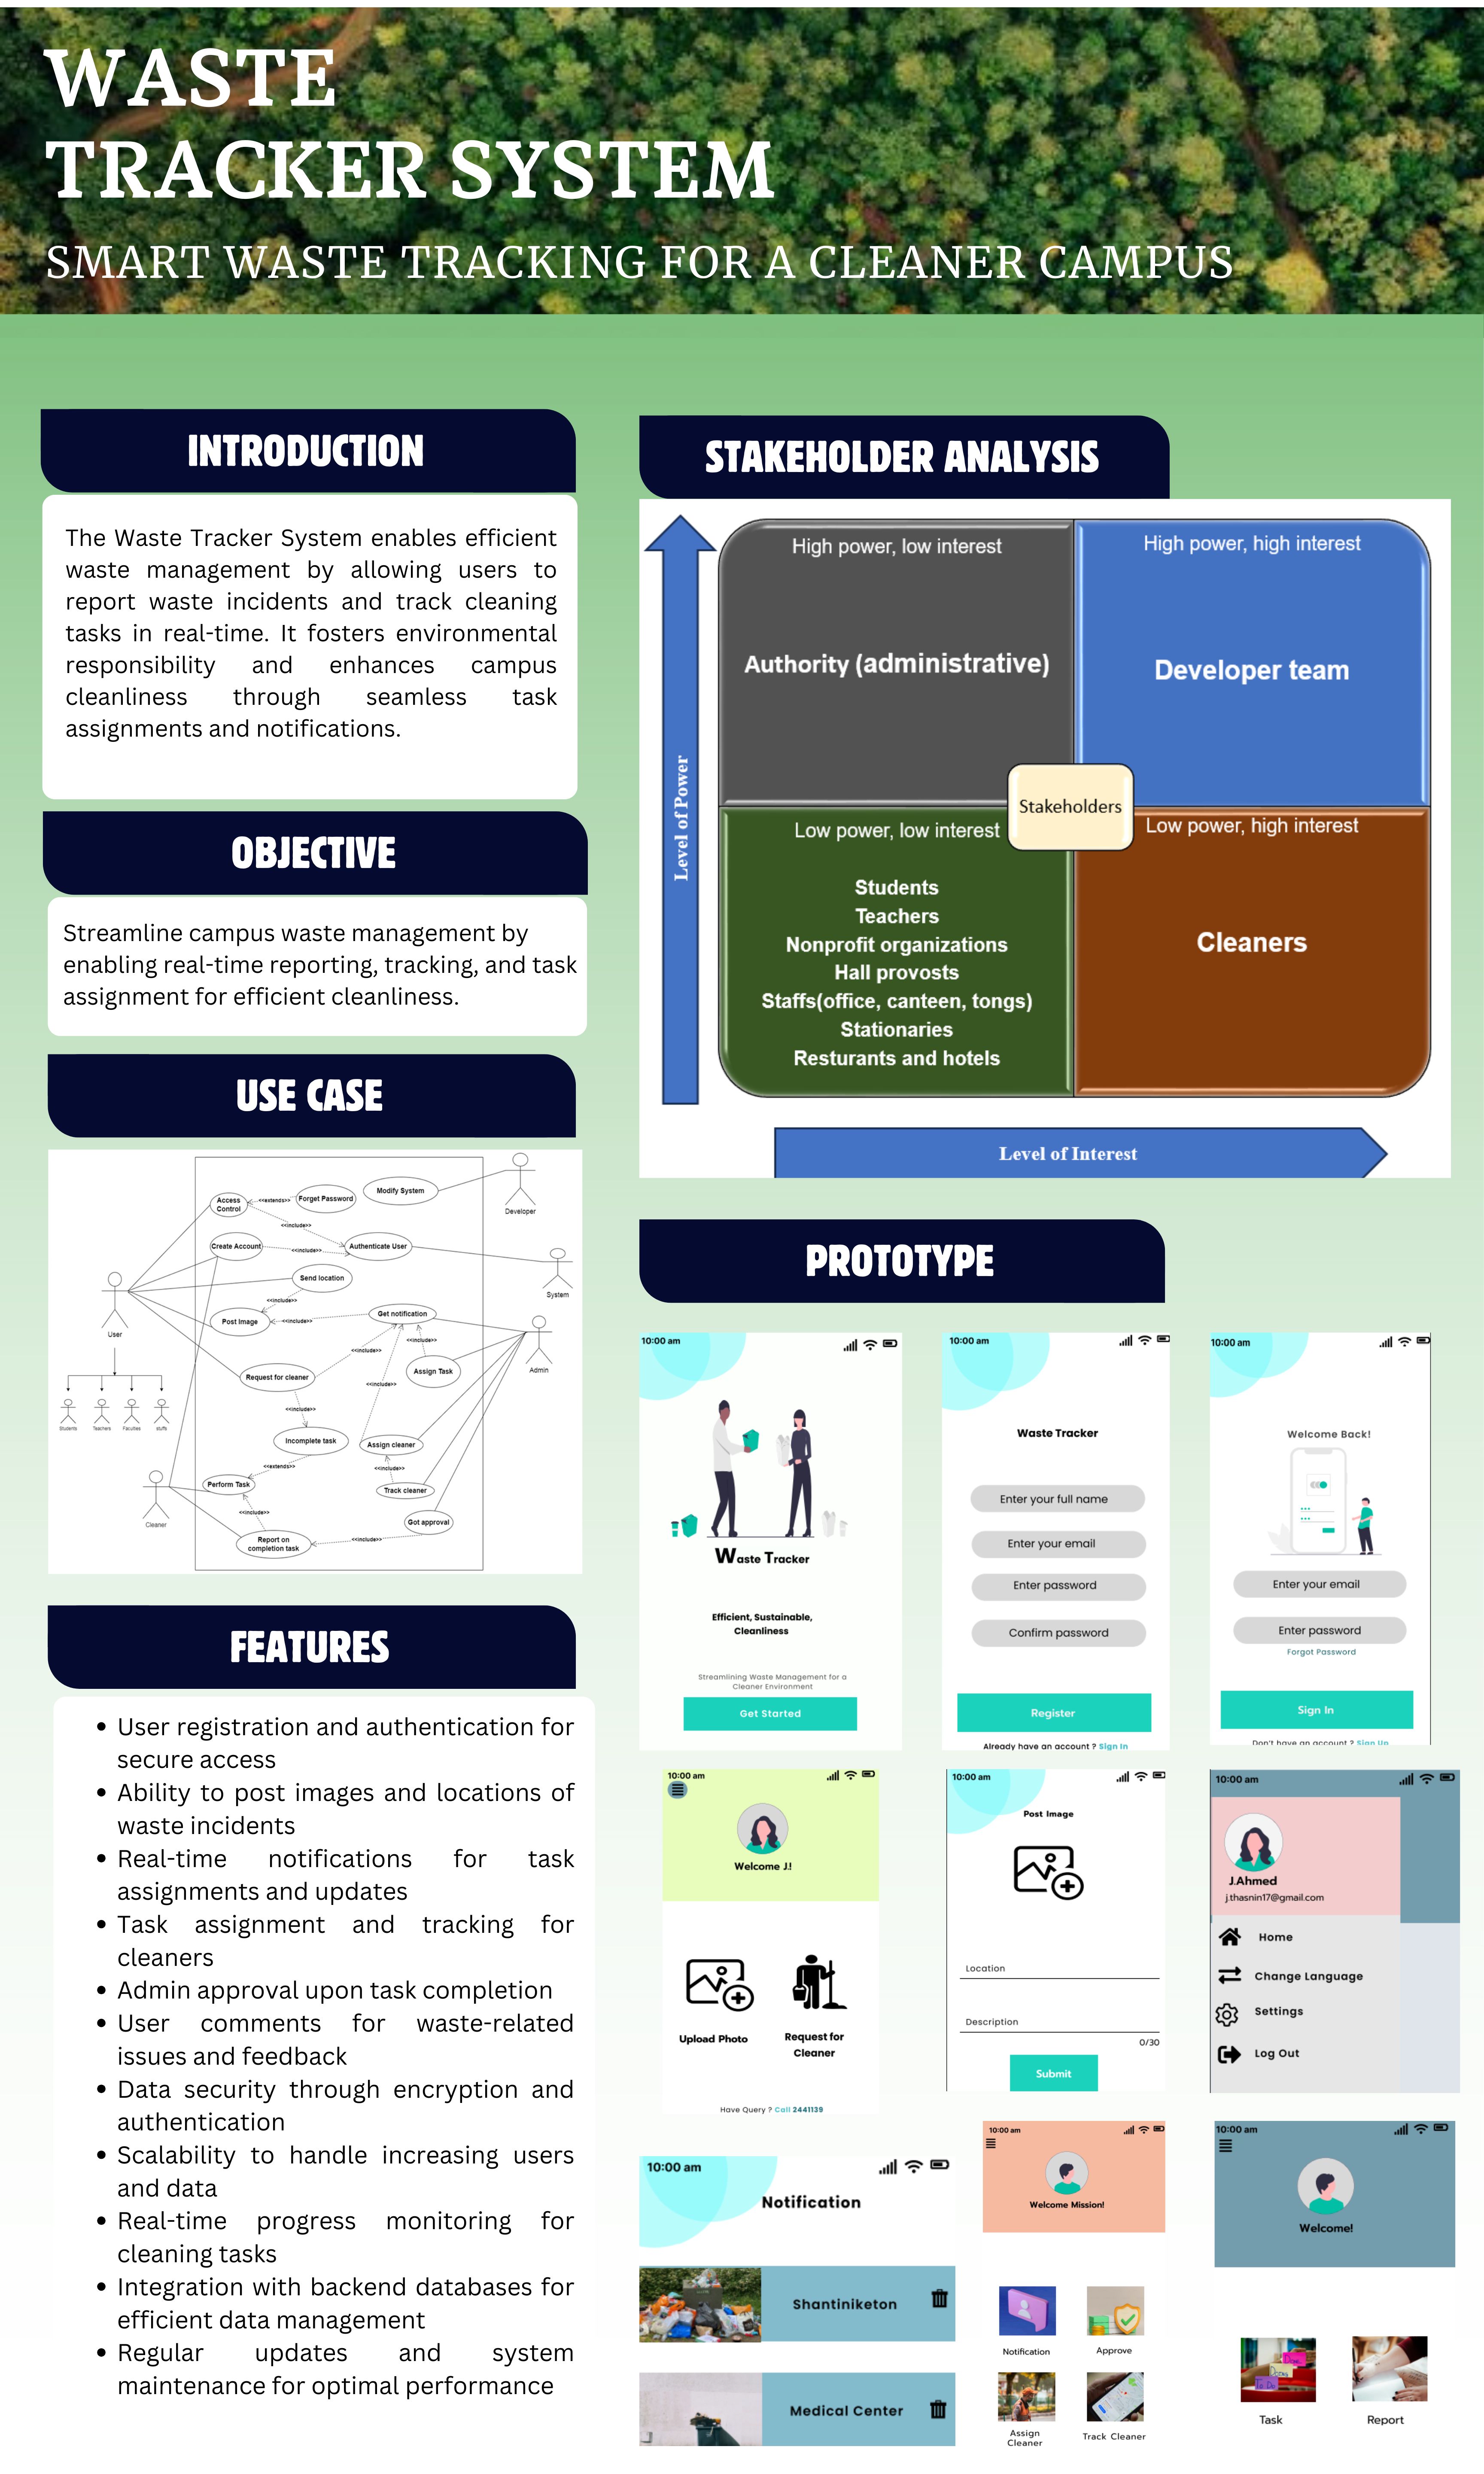 WASTE
TRACKER SYSTEM
SMART WASTE TRACKING FOR A CLEANER CAMPUS
INTRODUCTION
The Waste Tracker System enables efficient
waste management by allowing users to
report waste incidents and track cleaning
tasks in real-time. It fosters environmental
responsibility and enhances campus
cleanliness through seamless task
assignments and notifications.
OBJECTIVE
Streamline campus waste management by
enabling real-time reporting, tracking, and task
assignment for efficient cleanliness.
USE CASE
Developer
Modify System
Access
Control
<<extends>>
Forget Password
<<include>>
Create Account
<<include>>
Authenticate User
System
Send location
<<include>>
Post Image
<<include>>
Get notification
User
<<include>>
<<include>>
Assign Task
Admin
Request for cleaner
<<include>>
<<include>>
Students
Teachers
Faculties
stuffs
Incomplete task
Assign cleaner
<<extends>>
<<include>>
Perform Task
Track cleaner
Cleaner
<<include>>
Got approval
Report on
completion task
<<include>>
FEATURES
• User registration and authentication for
secure access
• Ability to post images and locations of
waste incidents
• Real-time notifications for task
assignments and updates
• Task assignment and tracking for
cleaners
• Admin approval upon task completion
• User comments for waste-related
issues and feedback
• Data security through encryption and
authentication
• Scalability to handle increasing users
and data
• Real-time progress monitoring for
cleaning tasks
• Integration with backend databases for
efficient data management
• Regular updates and system
maintenance for optimal performance
STAKEHOLDER ANALYSIS
Level of Power
High power, low interest
Authority (administrative)
High power, high interest
Developer team
Stakeholders
Low power, low interest
Students
Teachers
Nonprofit organizations
Hall provosts
Staffs(office, canteen, tongs)
Stationaries
Resturants and hotels
Low power, high interest
Cleaners
Level of Interest
PROTOTYPE
10:00 am
Waste Tracker
Efficient, Sustainable,
Cleanliness
Streamlining Waste Management for a
Cleaner Environment
Get Started
10:00 am
Waste Tracker
Enter your full name
Enter your email
Enter password
Confirm password
Register
Already have an account ? Sign In
10:00 am
Welcome Back!
Enter your email
Enter password
Forgot Password
Sign In
Don't have an account ? Sign Up
10:00 am
Welcome J.!
Upload Photo
Request for
Cleaner
Have Query ? Call 2441139
10:00 am
Post Image
Location
Description
0/30
Submit
10:00 am
J.Ahmed
j.thasnin17@gmail.com
Home
Change Language
Settings
Log Out
10:00 am
Notification
Shantiniketon
Medical Center
10:00 am
Welcome Mission!
Notification
Approve
Assign
Cleaner
Track Cleaner
10:00 am
Welcome!
Task
Report